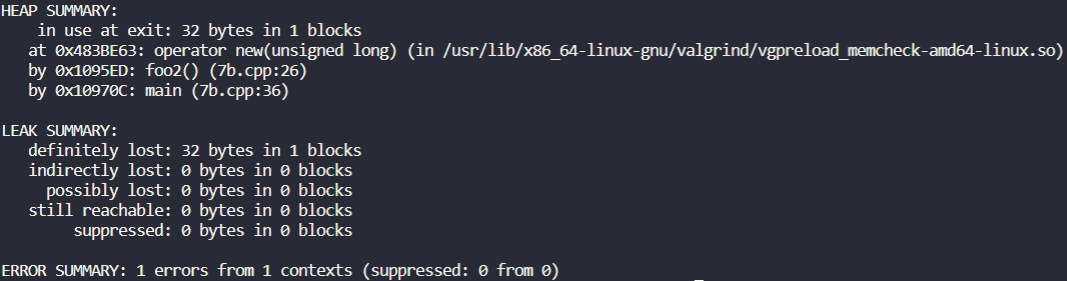 HEAP SUMMARY:
in use at exit: 32 bytes in 1 blocks
at 0x483BE63: operator new(unsigned long) (in /usr/lib/x86_64-linux-gnu/valgrind/vgpreload_memcheck-amd64-linux.so)
by 0x1095ED: foo2() (7b.cpp:26)
by 0x10970C: main (7b.cpp:36)
LEAK SUMMARY:
definitely lost: 32 bytes in 1 blocks
indirectly lost: 0 bytes in 0 blocks
possibly lost: 0 bytes in 0 blocks
still reachable: 0 bytes in 0 blocks
suppressed: 0 bytes in 0 blocks
ERROR SUMMARY: 1 errors from 1 contexts (suppressed: 0 from 0)